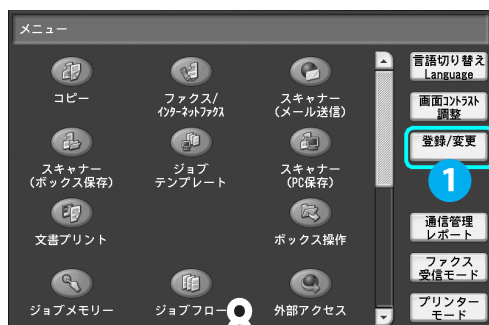 メニュー
コピー
ファクス/
インターネットファクス
スキャナー
(メール送信)
スキャナー
(ボックス保存)
ジョブ
テンプレート
スキャナー
(PC保存)
文書プリント
ボックス操作
ジョブメモリー
ジョブフロー
外部アクセス
言語切り替え
Language
画面コントラスト
調整
登録/変更
1
通信管理
レポート
ファクス
受信モード
プリンター
モード